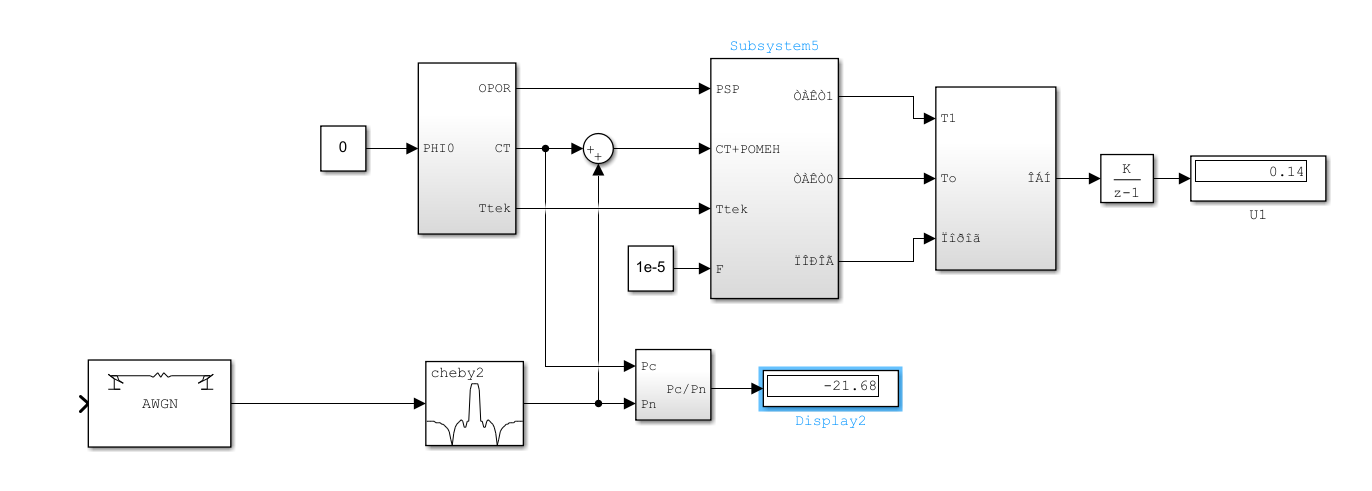 Subsystem5
OPOR
PSP
ÒÀÊÒ1
T1
0
PHI0
CT
+
+
CT+POMEH
ÒÀÊÒ0
To
ÎÁÍ
K
z-1
0.14
U1
Ttek
Ttek
1e-5
F
ÏÎÐÎÃ
Ïîðîã
AWGN
cheby2
Pc
Pn
Pc/Pn
-21.68
Display2